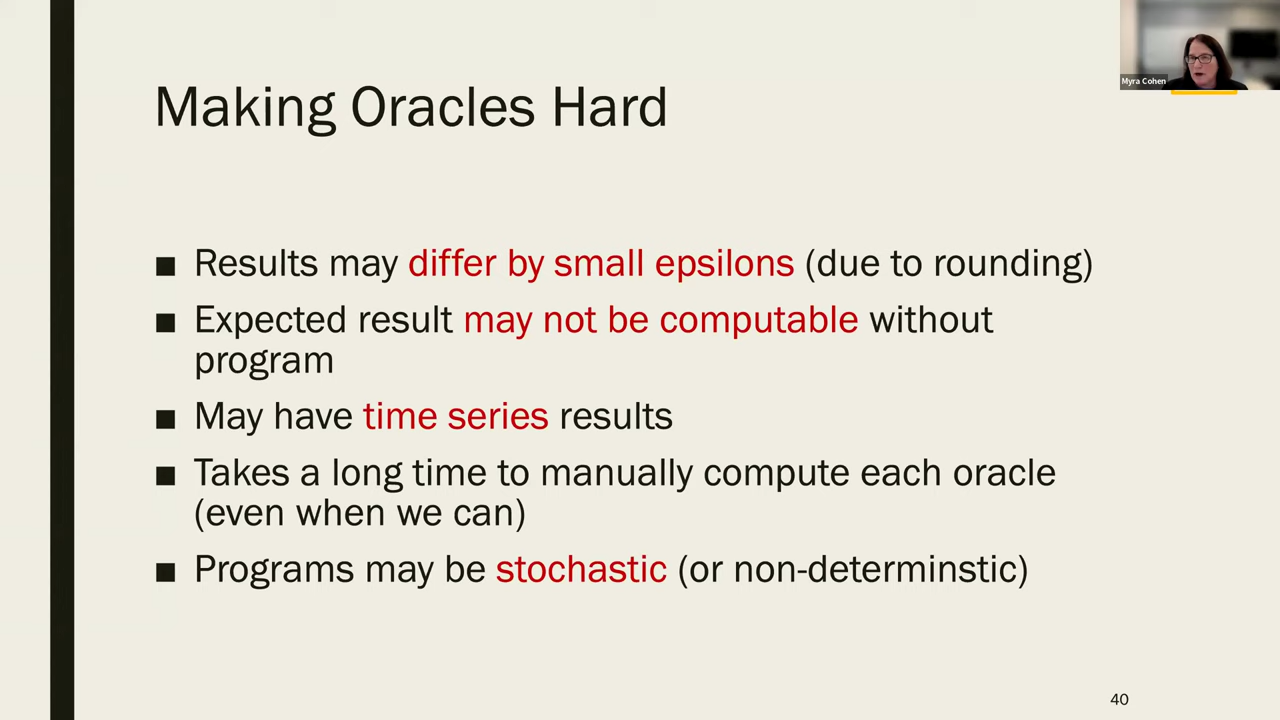 Myra Cohen
Making Oracles Hard
■ Results may differ by small epsilons (due to rounding)
■ Expected result may not be computable without
program
■ May have time series results
■ Takes a long time to manually compute each oracle
(even when we can)
■ Programs may be stochastic (or non-determinstic)
40